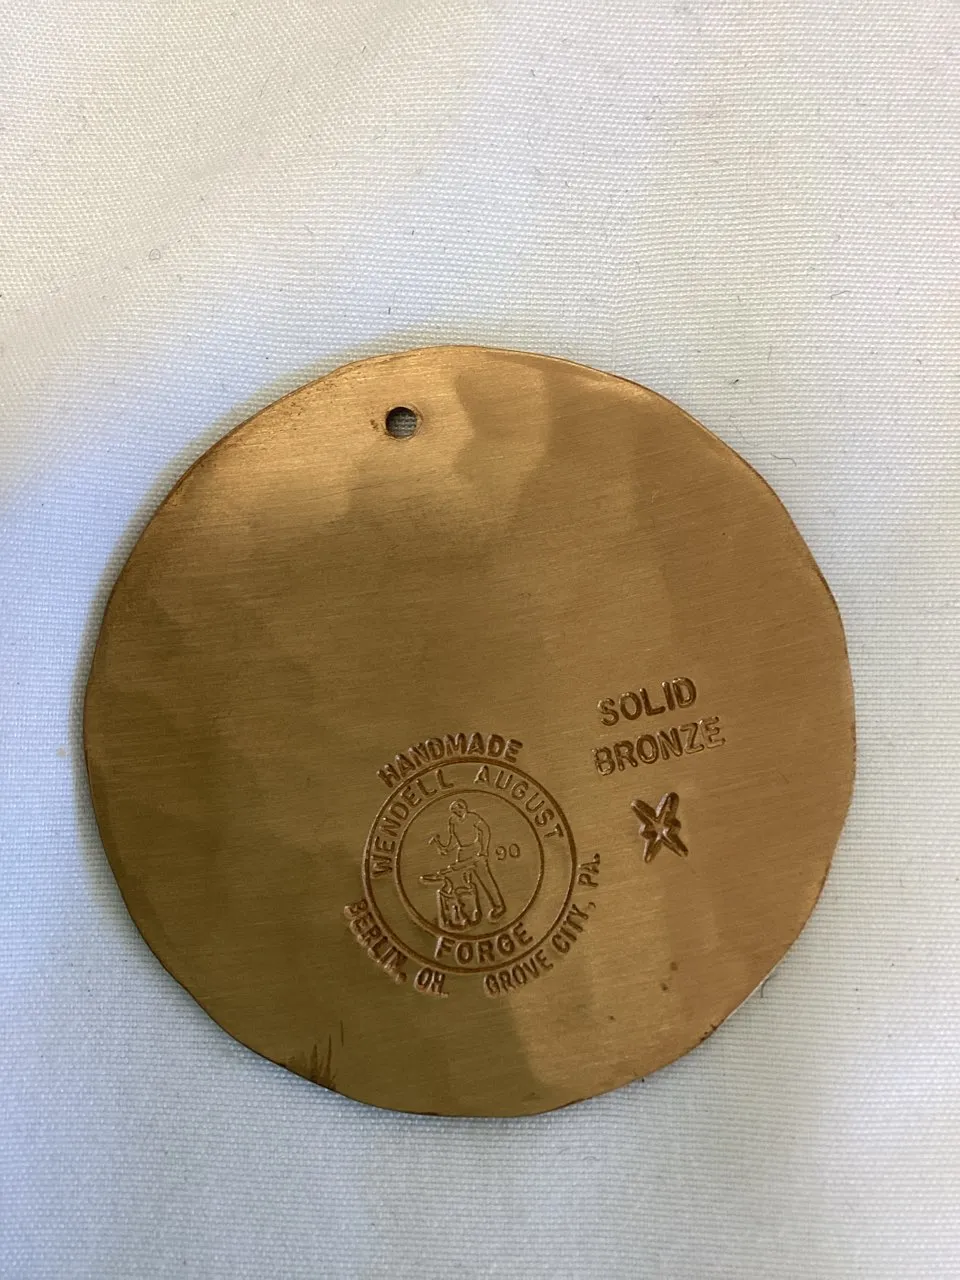 SOLID
BRONZE
HANDMADE
WENDELL AUGUST
90
FORGE
BERLIN, OH. GROVE CITY, PA.